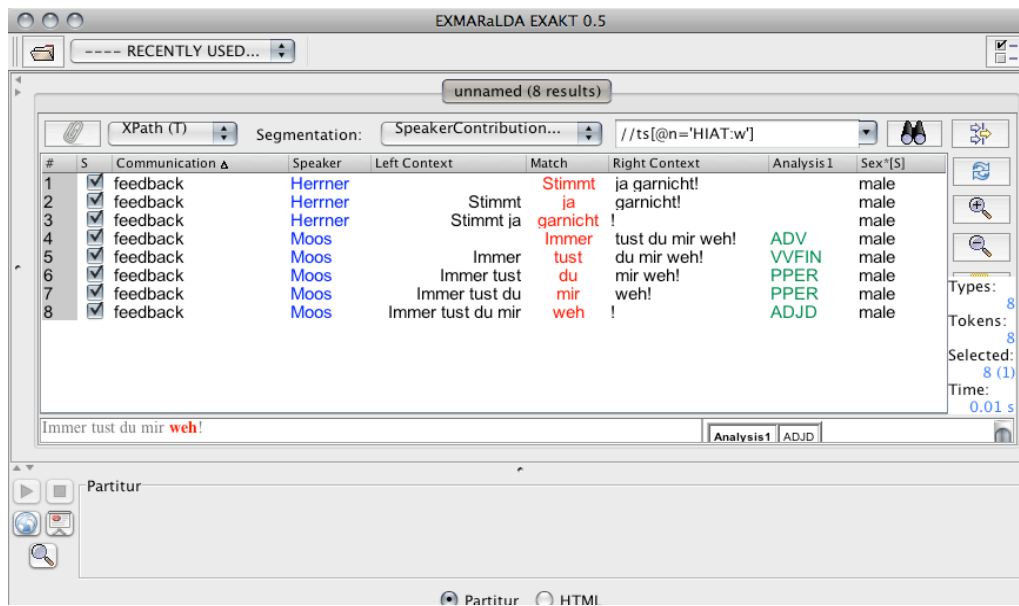 EXMARaLDA EXAKT 0.5
---- RECENTLY USED...
unnamed (8 results)
XPath (T) Segmentation: SpeakerContribution... //ts[@n='HIAT:w']
# S Communication Speaker Left Context Match Right Context Analysis1 Sex*[S]
1 feedback Herrner Stimmt ja garnicht! male
2 feedback Herrner Stimmt ja garnicht! male
3 feedback Herrner Stimmt ja garnicht ! male
4 feedback Moos Immer tust du mir weh! ADV male
5 feedback Moos Immer tust du mir weh! VVFIN male
6 feedback Moos Immer tust du mir weh! PPER male
7 feedback Moos Immer tust du mir weh! PPER male
8 feedback Moos Immer tust du mir weh ! ADJD male
Types:
8
Tokens:
8
Selected:
8 (1)
Time:
0.01 s
Immer tust du mir weh! Analysis1 ADJD
Partitur
Partitur HTML